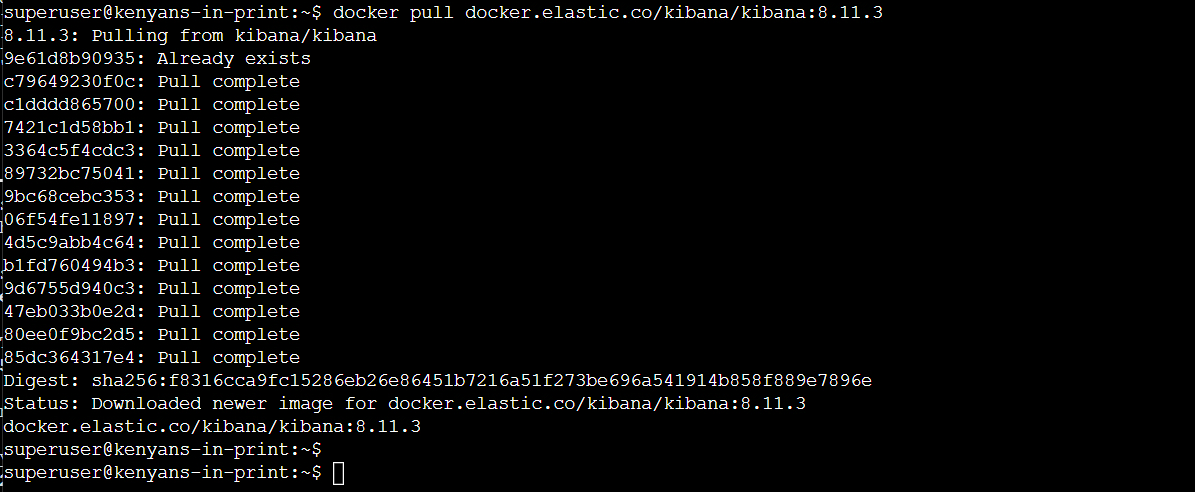 superuser@kenyans-in-print:~$ docker pull docker.elastic.co/kibana/kibana:8.11.3
8.11.3: Pulling from kibana/kibana
9e61d8b90935: Already exists
c79649230f0c: Pull complete
c1dddd865700: Pull complete
7421c1d58bb1: Pull complete
3364c5f4cdc3: Pull complete
89732bc75041: Pull complete
9bc68cebc353: Pull complete
06f54fe11897: Pull complete
4d5c9abb4c64: Pull complete
b1fd760494b3: Pull complete
9d6755d940c3: Pull complete
47eb033b0e2d: Pull complete
80ee0f9bc2d5: Pull complete
85dc364317e4: Pull complete
Digest: sha256:f8316cca9fc15286eb26e86451b7216a51f273be696a541914b858f889e7896e
Status: Downloaded newer image for docker.elastic.co/kibana/kibana:8.11.3
docker.elastic.co/kibana/kibana:8.11.3
superuser@kenyans-in-print:~$
superuser@kenyans-in-print:~$